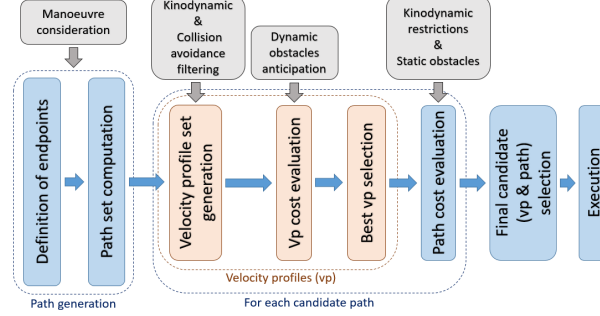 Manoeuvre
consideration
Kinodynamic
&
Collision
avoidance
filtering
Dynamic
obstacles
anticipation
Kinodynamic
restrictions
&
Static obstacles
Definition of endpoints
Path set computation
Velocity profile set
generation
Vp cost evaluation
Best vp selection
Path cost evaluation
Final candidate
(vp & path)
selection
Execution
Velocity profiles (vp)
Path generation
For each candidate path